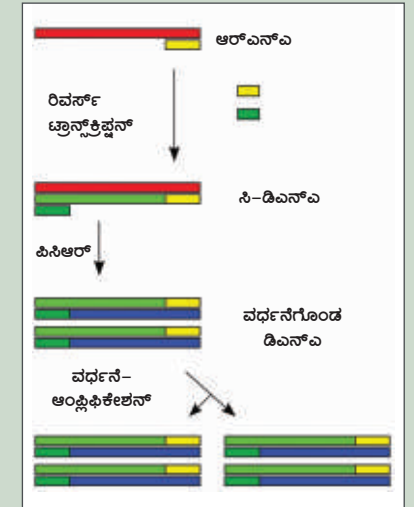 ಆರ್‌ಎನ್‌ಎ
ರಿವರ್ಸ್
ಟ್ರಾನ್ಸ್‌ಕ್ರಿಪ್ಷನ್
ಸಿ–ಡಿಎನ್‌ಎ
ಪಿಸಿಆರ್
ವರ್ಧನೆಗೊಂಡ
ಡಿಎನ್‌ಎ
ವರ್ಧನೆ–
ಆಂಪ್ಲಿಫಿಕೇಶನ್